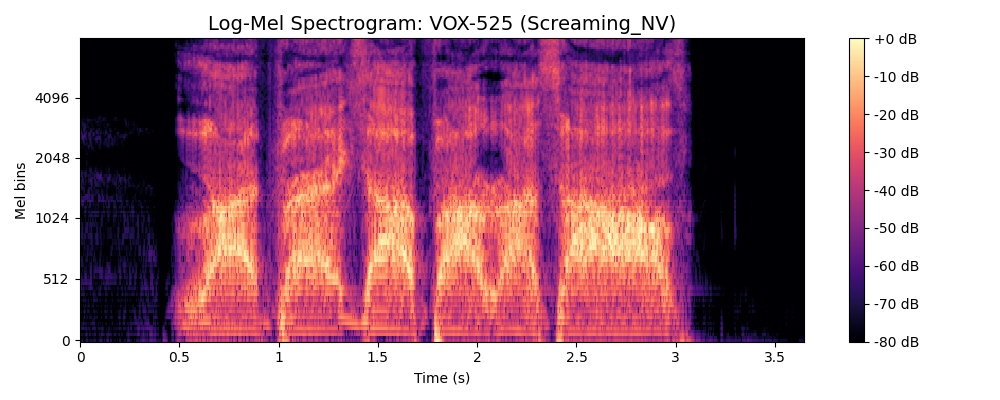 Log-Mel Spectrogram: VOX-525 (Screaming_NV)
Mel bins
4096
2048
1024
512
0
0 0.5 1 1.5 2 2.5 3 3.5
Time (s)
+0 dB
-10 dB
-20 dB
-30 dB
-40 dB
-50 dB
-60 dB
-70 dB
-80 dB